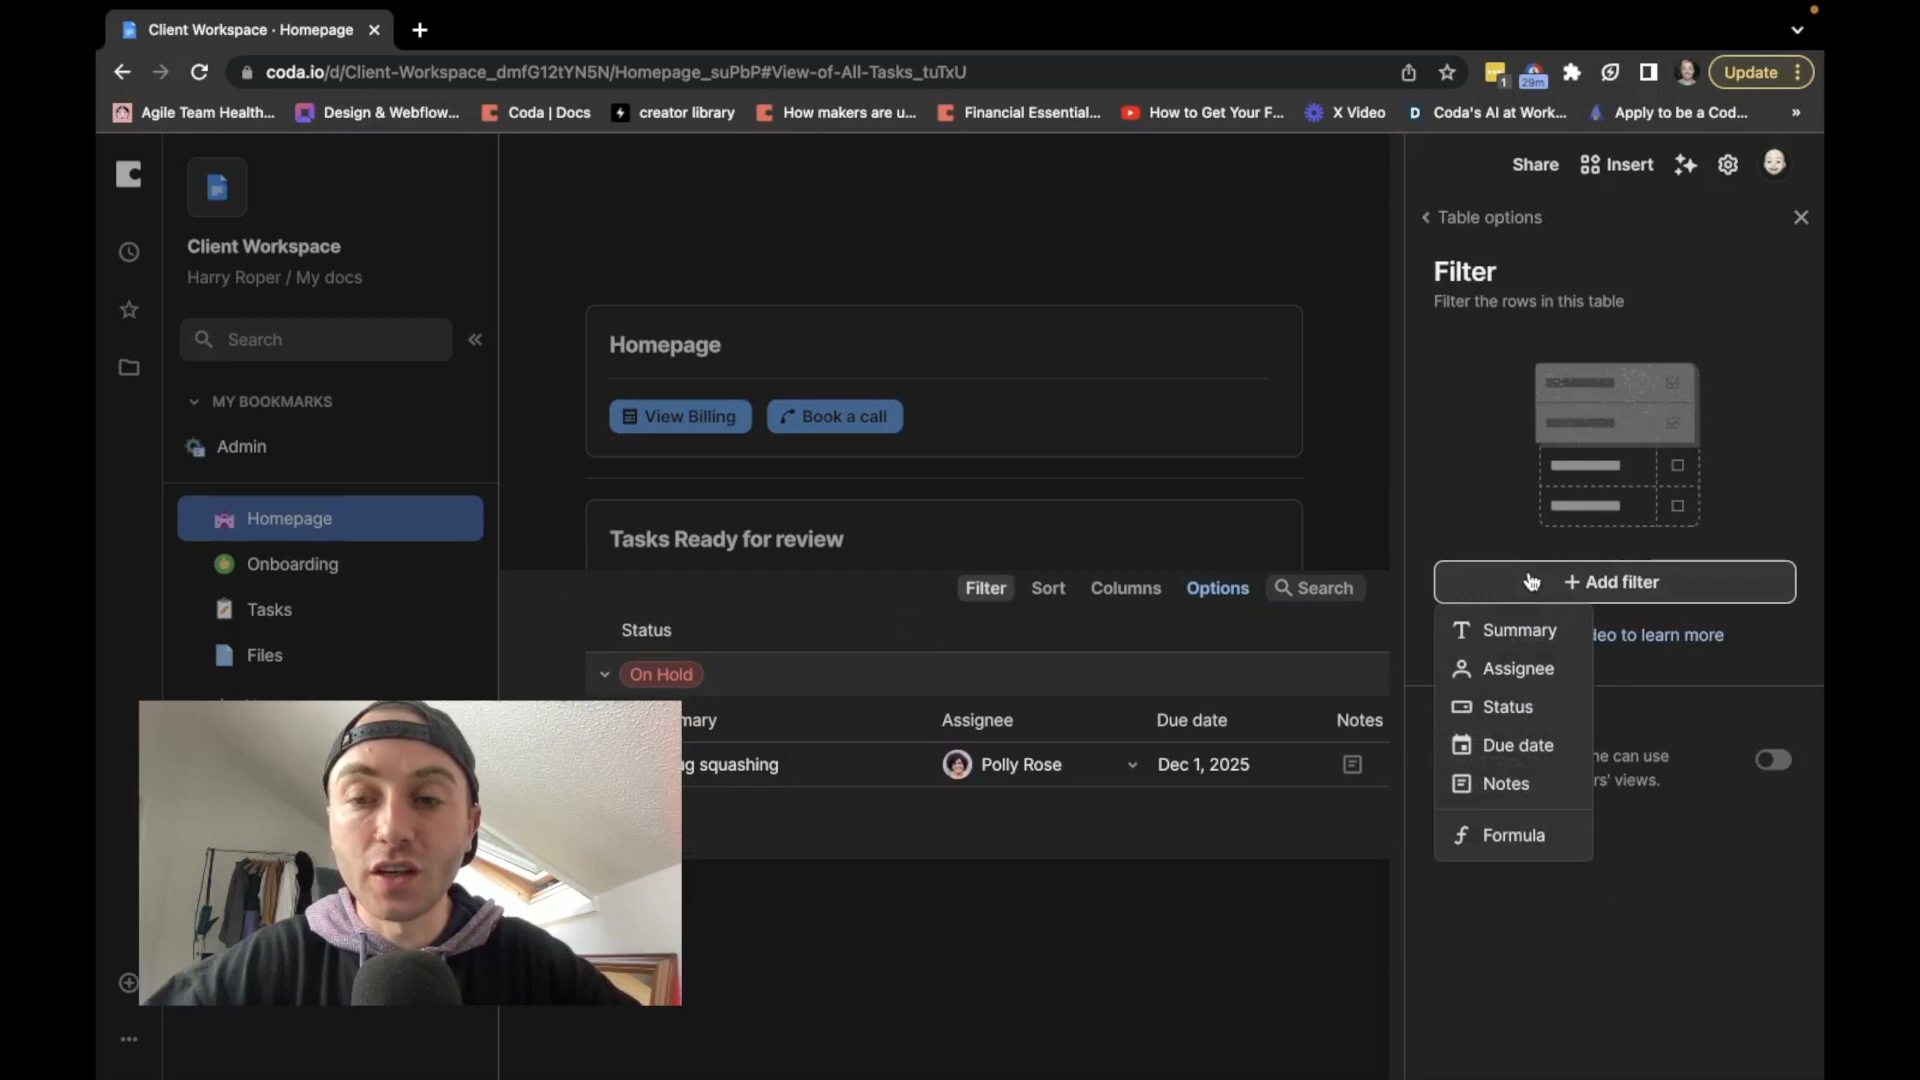 Client Workspace · Homepage
coda.io/d/Client-Workspace_dmfG12tYN5N/Homepage_suPbP#View-of-All-Tasks_tuTxU
1
29m
Update
Agile Team Health...
Design & Webflow...
Coda | Docs
creator library
How makers are u...
Financial Essential...
How to Get Your F...
X Video
Coda's AI at Work...
Apply to be a Cod...
»
Client Workspace
Harry Roper / My docs
Search
MY BOOKMARKS
Admin
Homepage
Onboarding
Tasks
Files
Homepage
View Billing
Book a call
Tasks Ready for review
Filter
Sort
Columns
Options
Search
Status
On Hold
mary
Assignee
Due date
Notes
ug squashing
Polly Rose
Dec 1, 2025
Share
Insert
Table options
Filter
Filter the rows in this table
+ Add filter
deo to learn more
Summary
Assignee
Status
Due date
Notes
Formula
ne can use
rs' views.